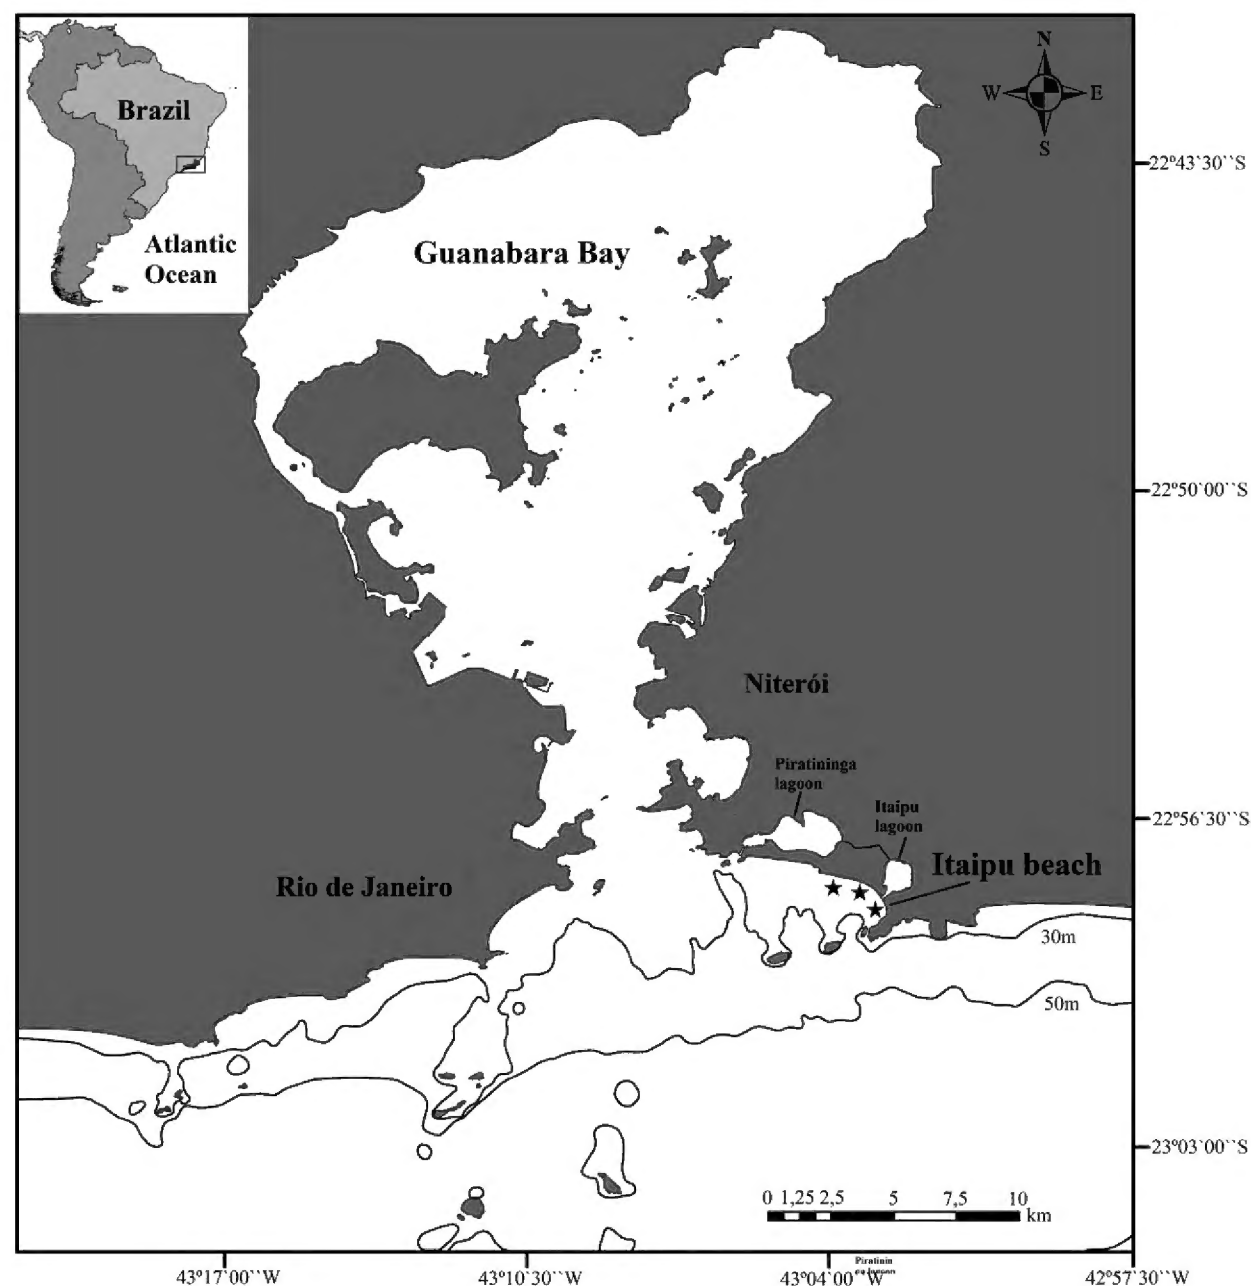 Brazil
Atlantic
Ocean
N
W
E
S
22°43'30``S
Guanabara Bay
22°50'00``S
Niterói
Piratininga
lagoon
Itaipu
lagoon
22°56'30``S
Itaipu beach
Rio de Janeiro
30m
50m
23°03'00``S
0 1,25 2,5 5 7,5 10
km
43°17'00``W
43°10'30``W
43°04'00``W
Piratinin
42°57'30``W